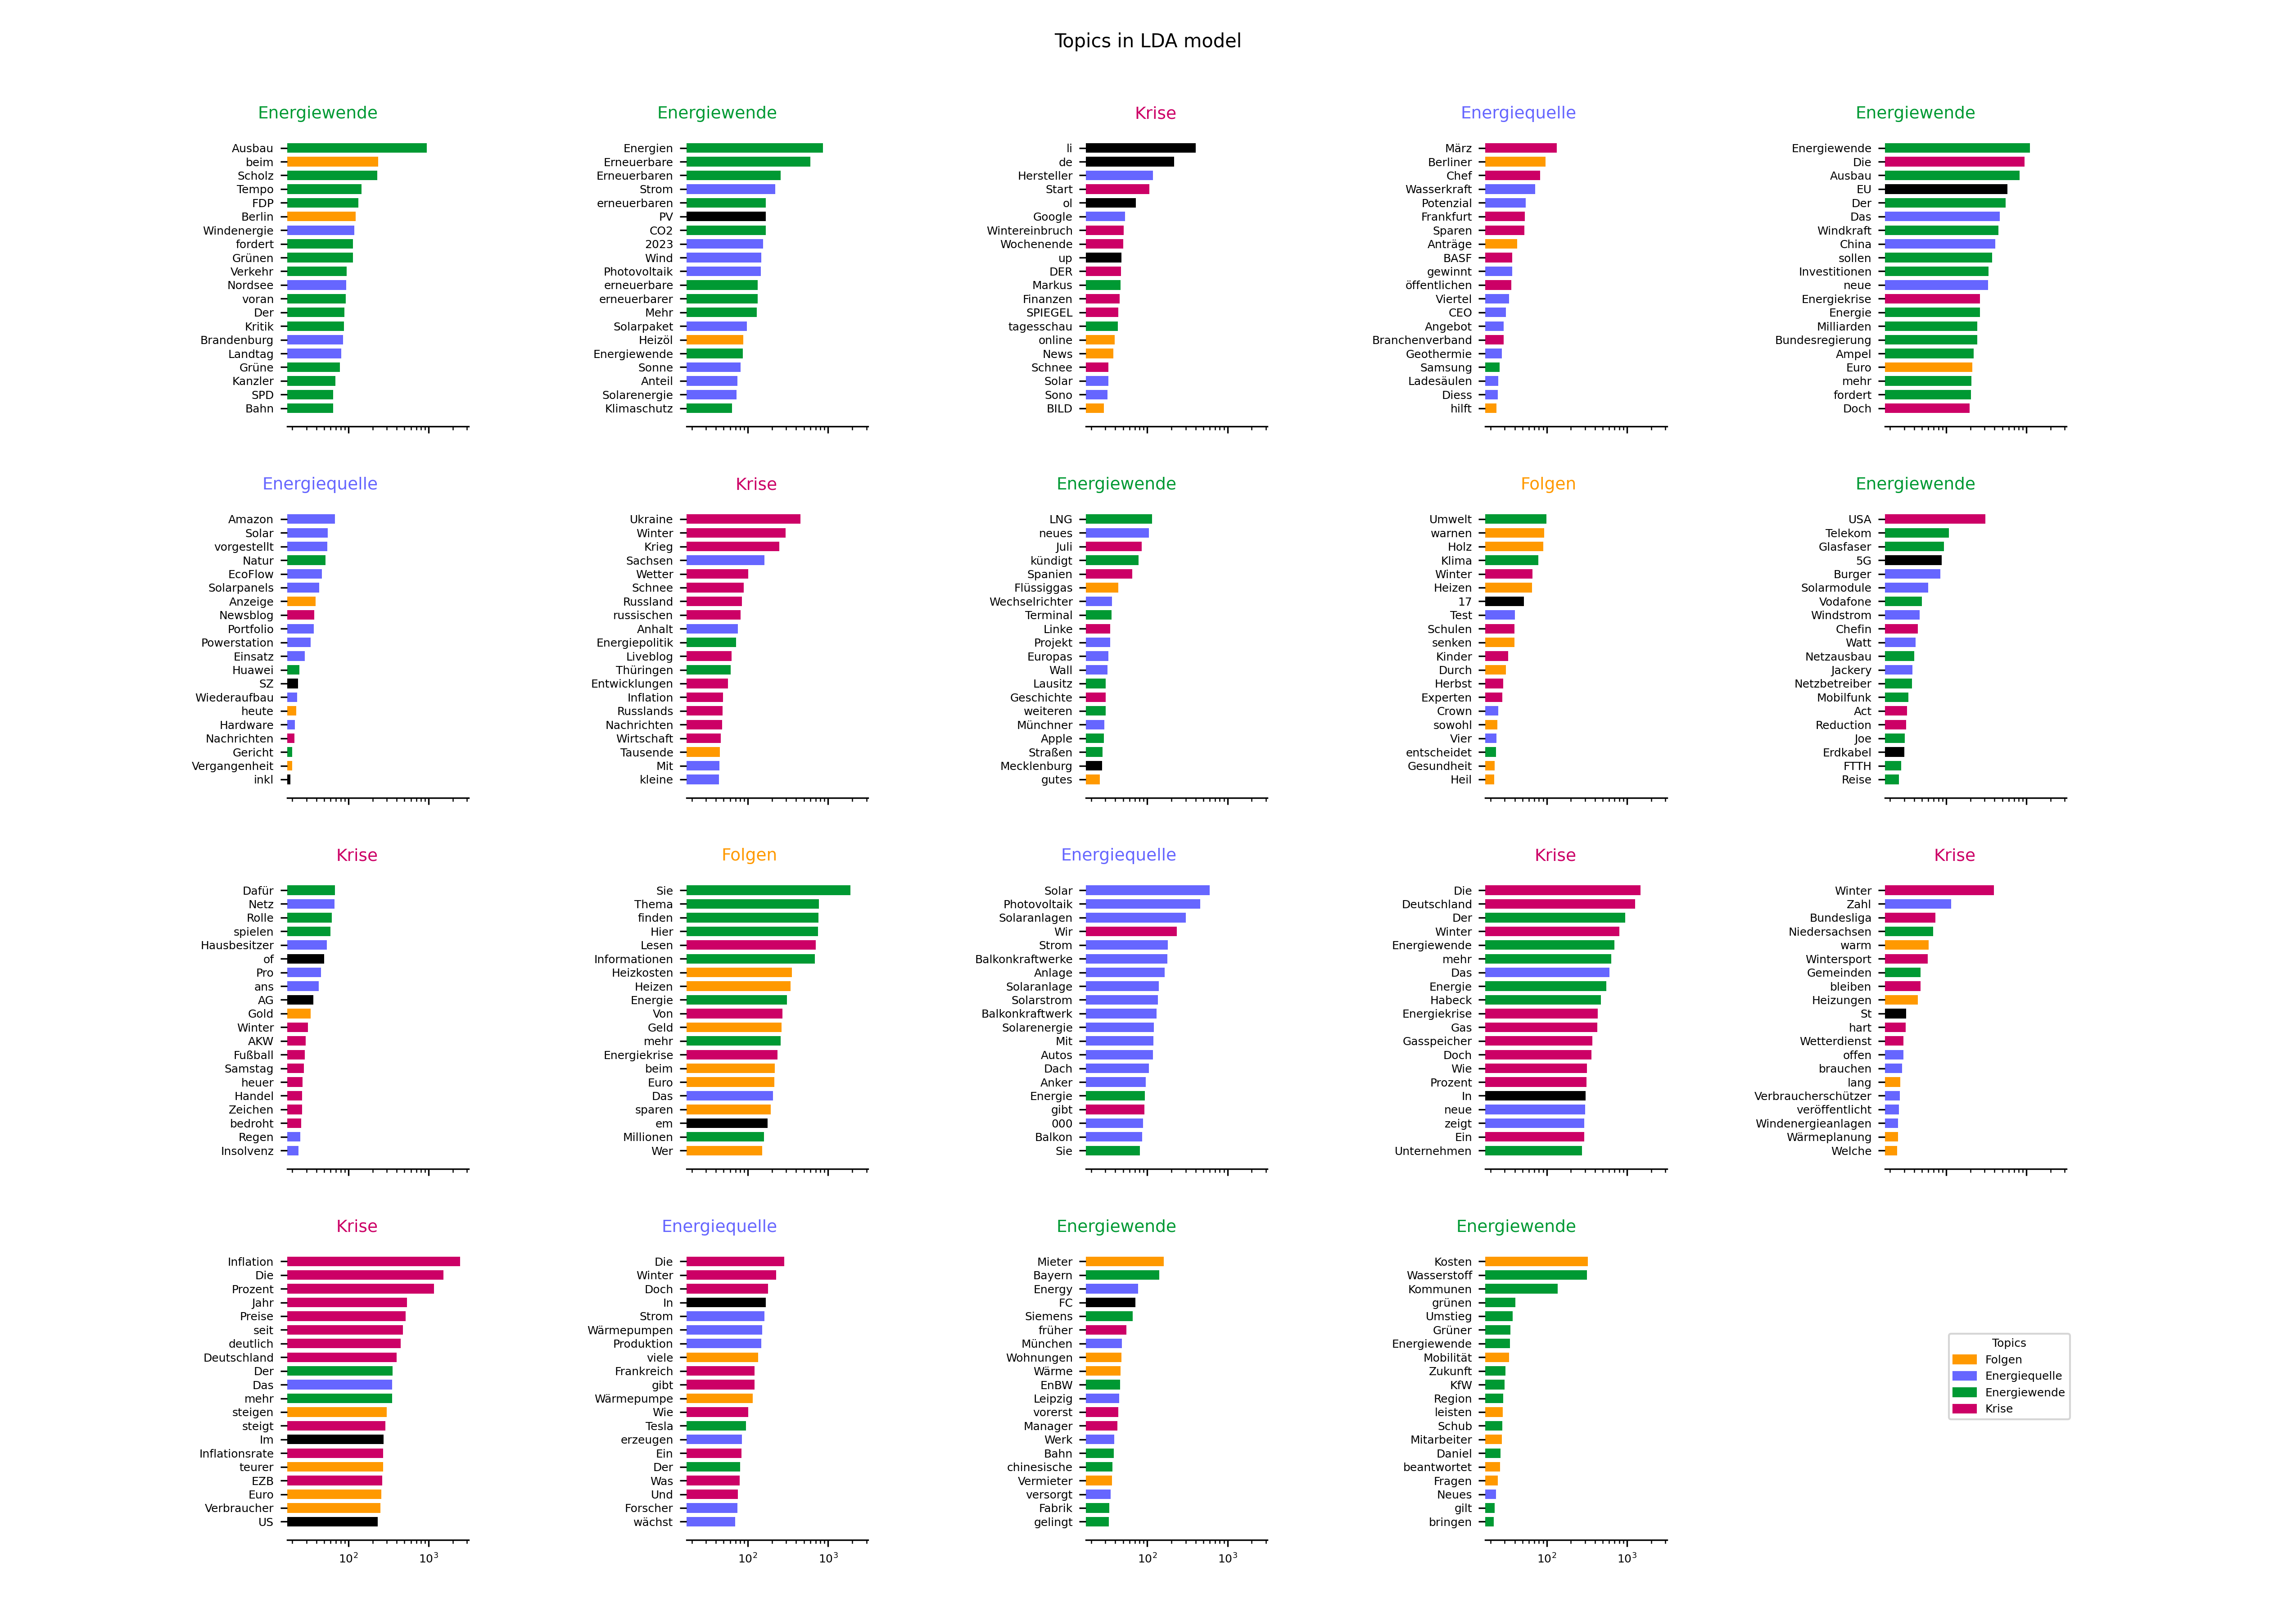 Topics in LDA model
Energiewende
Ausbau
beim
Scholz
Tempo
FDP
Berlin
Windenergie
fordert
Grünen
Verkehr
Nordsee
voran
Der
Kritik
Brandenburg
Landtag
Grüne
Kanzler
SPD
Bahn
Energiewende
Energien
Erneuerbare
Erneuerbaren
Strom
erneuerbaren
PV
CO2
2023
Wind
Photovoltaik
erneuerbare
erneuerbarer
Mehr
Solarpaket
Heizöl
Energiewende
Sonne
Anteil
Solarenergie
Klimaschutz
Krise
li
de
Hersteller
Start
ol
Google
Wintereinbruch
Wochenende
up
DER
Markus
Finanzen
SPIEGEL
tagesschau
online
News
Schnee
Solar
Sono
BILD
Energiequelle
März
Berliner
Chef
Wasserkraft
Potenzial
Frankfurt
Sparen
Anträge
BASF
gewinnt
öffentlichen
Viertel
CEO
Angebot
Branchenverband
Geothermie
Samsung
Ladesäulen
Diess
hilft
Energiewende
Energiewende
Die
Ausbau
EU
Der
Das
Windkraft
China
sollen
Investitionen
neue
Energiekrise
Energie
Milliarden
Bundesregierung
Ampel
Euro
mehr
fordert
Doch
Energiequelle
Amazon
Solar
vorgestellt
Natur
EcoFlow
Solarpanels
Anzeige
Newsblog
Portfolio
Powerstation
Einsatz
Huawei
SZ
Wiederaufbau
heute
Hardware
Nachrichten
Gericht
Vergangenheit
inkl
Krise
Ukraine
Winter
Krieg
Sachsen
Wetter
Schnee
Russland
russischen
Anhalt
Energiepolitik
Liveblog
Thüringen
Entwicklungen
Inflation
Russlands
Nachrichten
Wirtschaft
Tausende
Mit
kleine
Energiewende
LNG
neues
Juli
kündigt
Spanien
Flüssiggas
Wechselrichter
Terminal
Linke
Projekt
Europas
Wall
Lausitz
Geschichte
weiteren
Münchner
Apple
Straßen
Mecklenburg
gutes
Folgen
Umwelt
warnen
Holz
Klima
Winter
Heizen
17
Test
Schulen
senken
Kinder
Durch
Herbst
Experten
Crown
sowohl
Vier
entscheidet
Gesundheit
Heil
Energiewende
USA
Telekom
Glasfaser
5G
Burger
Solarmodule
Vodafone
Windstrom
Chefin
Watt
Netzausbau
Jackery
Netzbetreiber
Mobilfunk
Act
Reduction
Joe
Erdkabel
FTTH
Reise
Krise
Dafür
Netz
Rolle
spielen
Hausbesitzer
of
Pro
ans
AG
Gold
Winter
AKW
Fußball
Samstag
heuer
Handel
Zeichen
bedroht
Regen
Insolvenz
Folgen
Sie
Thema
finden
Hier
Lesen
Informationen
Heizkosten
Heizen
Energie
Von
Geld
mehr
Energiekrise
beim
Euro
Das
sparen
em
Millionen
Wer
Energiequelle
Solar
Photovoltaik
Solaranlagen
Wir
Strom
Balkonkraftwerke
Anlage
Solaranlage
Solarstrom
Balkonkraftwerk
Solarenergie
Mit
Autos
Dach
Anker
Energie
gibt
000
Balkon
Sie
Krise
Die
Deutschland
Der
Winter
Energiewende
mehr
Das
Energie
Habeck
Energiekrise
Gas
Gasspeicher
Doch
Wie
Prozent
In
neue
zeigt
Ein
Unternehmen
Krise
Winter
Zahl
Bundesliga
Niedersachsen
warm
Wintersport
Gemeinden
bleiben
Heizungen
St
hart
Wetterdienst
offen
brauchen
lang
Verbraucherschützer
veröffentlicht
Windenergieanlagen
Wärmeplanung
Welche
Krise
Inflation
Die
Prozent
Jahr
Preise
seit
deutlich
Deutschland
Der
Das
mehr
steigen
steigt
Im
Inflationsrate
teurer
EZB
Euro
Verbraucher
US
10² 10³
Energiequelle
Die
Winter
Doch
In
Strom
Wärmepumpen
Produktion
viele
Frankreich
gibt
Wärmepumpe
Wie
Tesla
erzeugen
Ein
Der
Was
Und
Forscher
wächst
10² 10³
Energiewende
Mieter
Bayern
Energy
FC
Siemens
früher
München
Wohnungen
Wärme
EnBW
Leipzig
vorerst
Manager
Werk
Bahn
chinesische
Vermieter
versorgt
Fabrik
gelingt
10² 10³
Energiewende
Kosten
Wasserstoff
Kommunen
grünen
Umstieg
Grüner
Energiewende
Mobilität
Zukunft
KfW
Region
leisten
Schub
Mitarbeiter
Daniel
beantwortet
Fragen
Neues
gilt
bringen
10² 10³
Topics
Folgen
Energiequelle
Energiewende
Krise